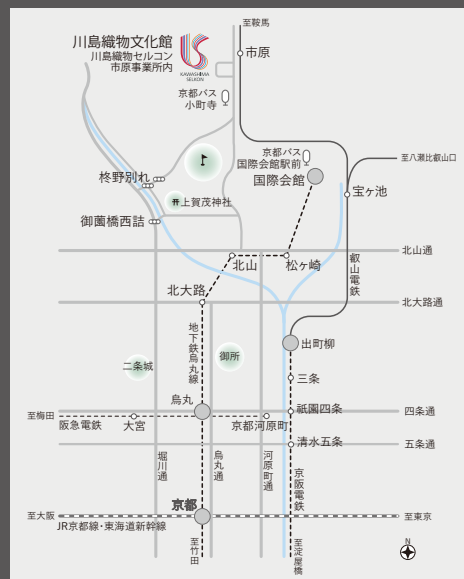 至鞍馬
川島織物文化館
川島織物セルコン
市原事業所内
KAWASHIMA
SELKON
市原
京都バス
小町寺
京都バス
国際会館駅前
国際会館
至八瀬比叡山口
柊野別れ
宝ヶ池
上賀茂神社
御薗橋西詰
北山通
北山
松ヶ崎
叡山電鉄
北大路
北大路通
地下鉄烏丸線
出町柳
御所
二条城
三条
烏丸
祇園四条
四条通
至梅田
阪急電鉄
大宮
京都河原町
清水五条
五条通
堀川通
烏丸通
河原町通
京阪電鉄
京都
至大阪
至東京
JR京都線・東海道新幹線
至竹田
至淀屋橋
N